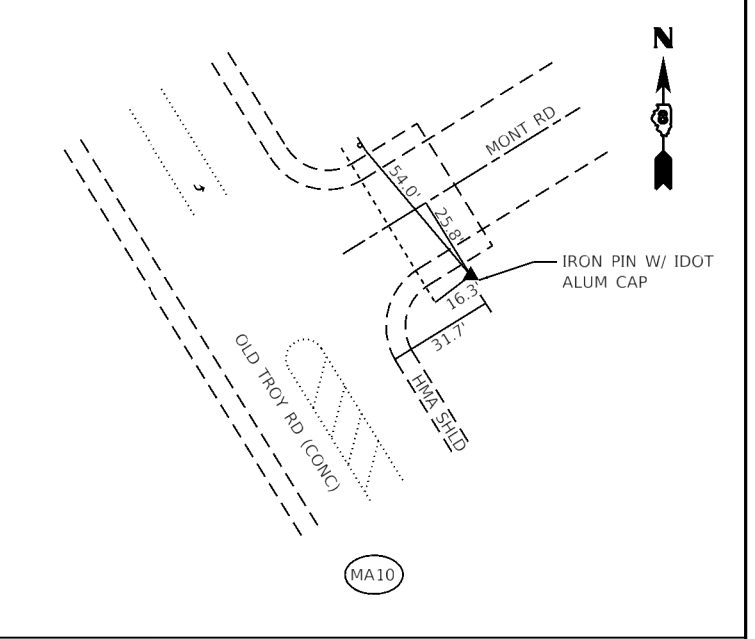 N
8
MONT RD
54.0'
25.8'
IRON PIN W/ IDOT
ALUM CAP
16.3'
31.7'
OLD TROY RD (CONC)
HMA SHLD
MA10